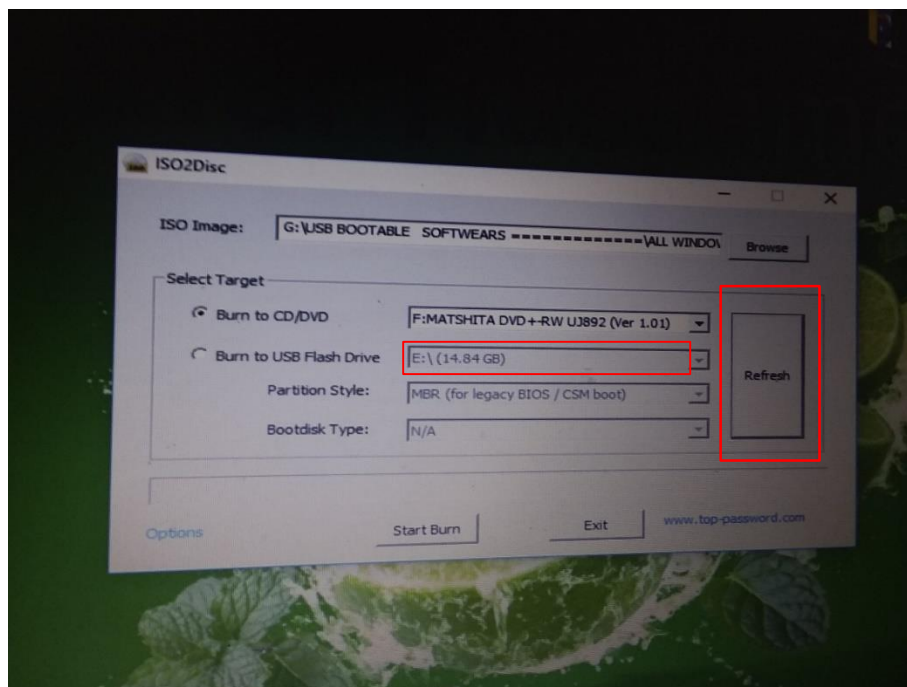 ISO2Disc
ISO Image: G:\USB BOOTABLE SOFTWEARS =============\ALL WINDOW Browse
Select Target
Burn to CD/DVD F:MATSHITA DVD+-RW UJ892 (Ver 1.01)
Burn to USB Flash Drive E:\ (14.84 GB)
Refresh
Partition Style: MBR (for legacy BIOS / CSM boot)
Bootdisk Type: N/A
Options Start Burn Exit www.top-password.com